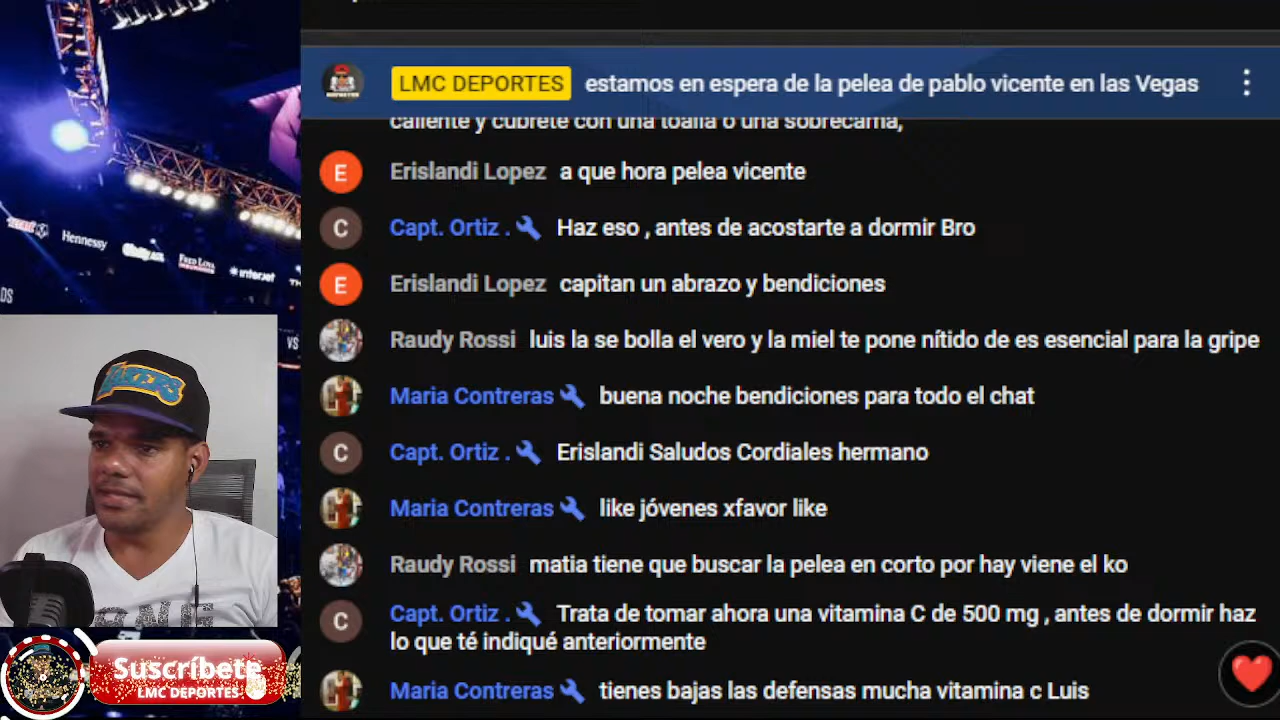 LMC DEPORTES estamos en espera de la pelea de pablo vicente en las Vegas
caliente y cubrete con una toalla o una sobrecama,
E Erislandi Lopez a que hora pelea vicente
C Capt. Ortiz . Haz eso , antes de acostarte a dormir Bro
E Erislandi Lopez capitan un abrazo y bendiciones
Raudy Rossi luis la se bolla el vero y la miel te pone nítido de es esencial para la gripe
Maria Contreras buena noche bendiciones para todo el chat
C Capt. Ortiz . Erislandi Saludos Cordiales hermano
Maria Contreras like jóvenes xfavor like
Raudy Rossi matia tiene que buscar la pelea en corto por hay viene el ko
C Capt. Ortiz . Trata de tomar ahora una vitamina C de 500 mg , antes de dormir haz
lo que té indiqué anteriormente
Maria Contreras tienes bajas las defensas mucha vitamina c Luis
Hennessy
FRED LOYA
interjet
VS
LAKERS
Suscríbete
LMC DEPORTES